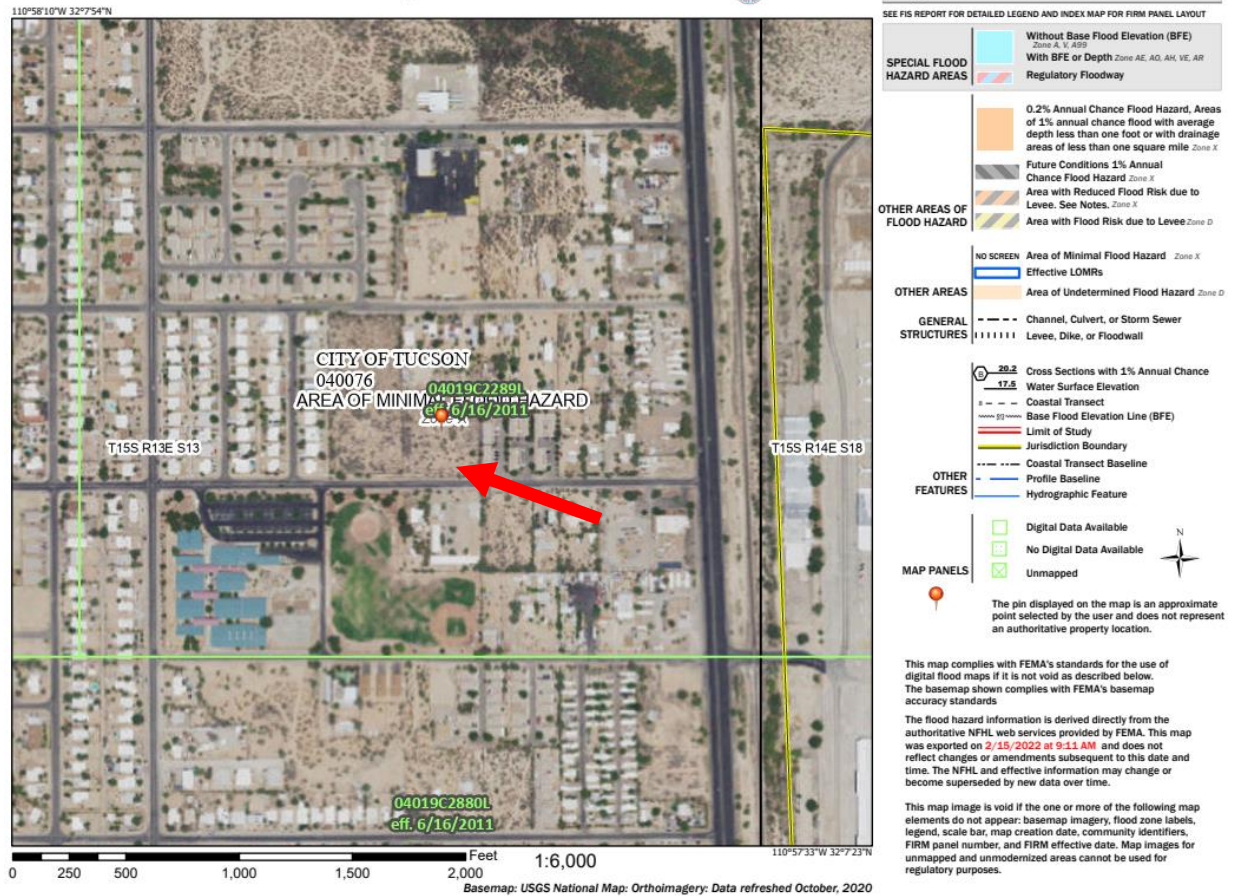 110°58'10"W 32°7'54"N
CITY OF TUCSON
040076
04019C2289L
AREA OF MINIMAL FLOOD HAZARD
eff. 6/16/2011
Zone X
T15S R13E S13
T15S R14E S18
04019C2880L
eff. 6/16/2011
110°57'33"W 32°7'23"N
0 250 500 1,000 1,500 2,000
Feet
1:6,000
Basemap: USGS National Map: Orthoimagery: Data refreshed October, 2020
SEE FIS REPORT FOR DETAILED LEGEND AND INDEX MAP FOR FIRM PANEL LAYOUT
SPECIAL FLOOD
HAZARD AREAS
Without Base Flood Elevation (BFE)
Zone A, V, A99
With BFE or Depth Zone AE, AO, AH, VE, AR
Regulatory Floodway
OTHER AREAS OF
FLOOD HAZARD
0.2% Annual Chance Flood Hazard, Areas
of 1% annual chance flood with average
depth less than one foot or with drainage
areas of less than one square mile Zone X
Future Conditions 1% Annual
Chance Flood Hazard Zone X
Area with Reduced Flood Risk due to
Levee. See Notes. Zone X
Area with Flood Risk due to Levee Zone D
OTHER AREAS
NO SCREEN Area of Minimal Flood Hazard Zone X
Effective LOMRs
Area of Undetermined Flood Hazard Zone D
GENERAL
STRUCTURES
Channel, Culvert, or Storm Sewer
Levee, Dike, or Floodwall
OTHER
FEATURES
B 20.2 Cross Sections with 1% Annual Chance
17.5 Water Surface Elevation
8 Coastal Transect
513 Base Flood Elevation Line (BFE)
Limit of Study
Jurisdiction Boundary
Coastal Transect Baseline
Profile Baseline
Hydrographic Feature
MAP PANELS
Digital Data Available
No Digital Data Available
Unmapped
N
The pin displayed on the map is an approximate
point selected by the user and does not represent
an authoritative property location.
This map complies with FEMA's standards for the use of
digital flood maps if it is not void as described below.
The basemap shown complies with FEMA's basemap
accuracy standards
The flood hazard information is derived directly from the
authoritative NFHL web services provided by FEMA. This map
was exported on 2/15/2022 at 9:11 AM and does not
reflect changes or amendments subsequent to this date and
time. The NFHL and effective information may change or
become superseded by new data over time.
This map image is void if the one or more of the following map
elements do not appear: basemap imagery, flood zone labels,
legend, scale bar, map creation date, community identifiers,
FIRM panel number, and FIRM effective date. Map images for
unmapped and unmodernized areas cannot be used for
regulatory purposes.